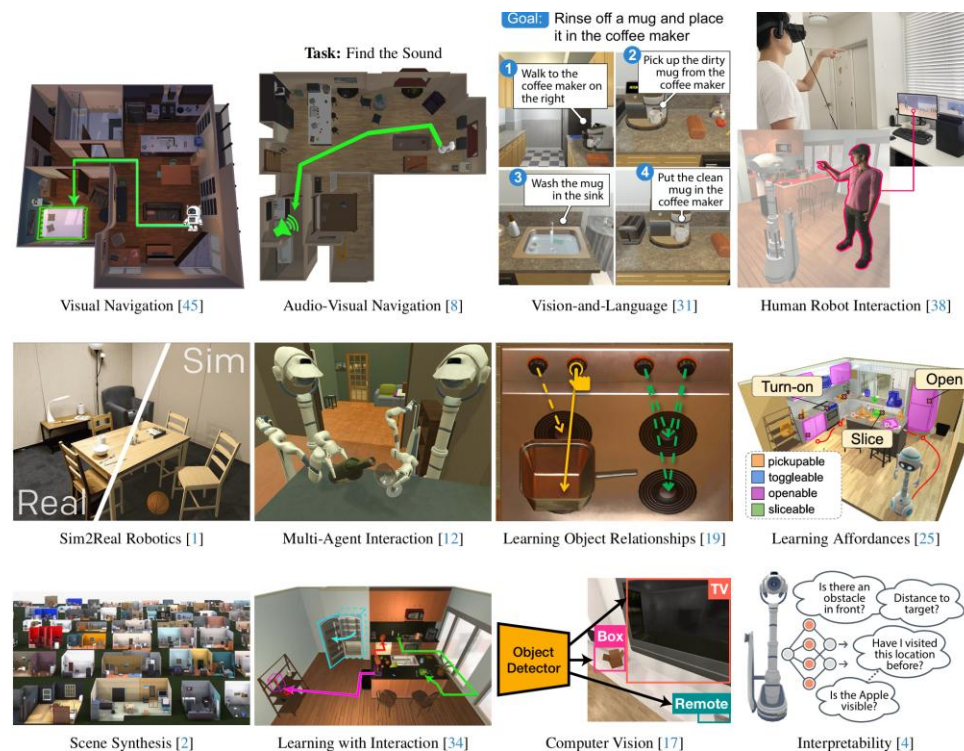 Task: Find the Sound
Goal: Rinse off a mug and place
it in the coffee maker
1 Walk to the
coffee maker on
the right
2 Pick up the dirty
mug from the
coffee maker
3 Wash the mug
in the sink
4 Put the clean
mug in the
coffee maker
Visual Navigation [45]
Audio-Visual Navigation [8]
Vision-and-Language [31]
Human Robot Interaction [38]
Sim
Real
Turn-on
Open
Slice
pickupable
toggleable
openable
sliceable
Sim2Real Robotics [1]
Multi-Agent Interaction [12]
Learning Object Relationships [19]
Learning Affordances [25]
Object
Detector
TV
Box
Remote
Is there an
obstacle
in front?
Distance to
target?
Have I visited
this location
before?
Is the Apple
visible?
Scene Synthesis [2]
Learning with Interaction [34]
Computer Vision [17]
Interpretability [4]